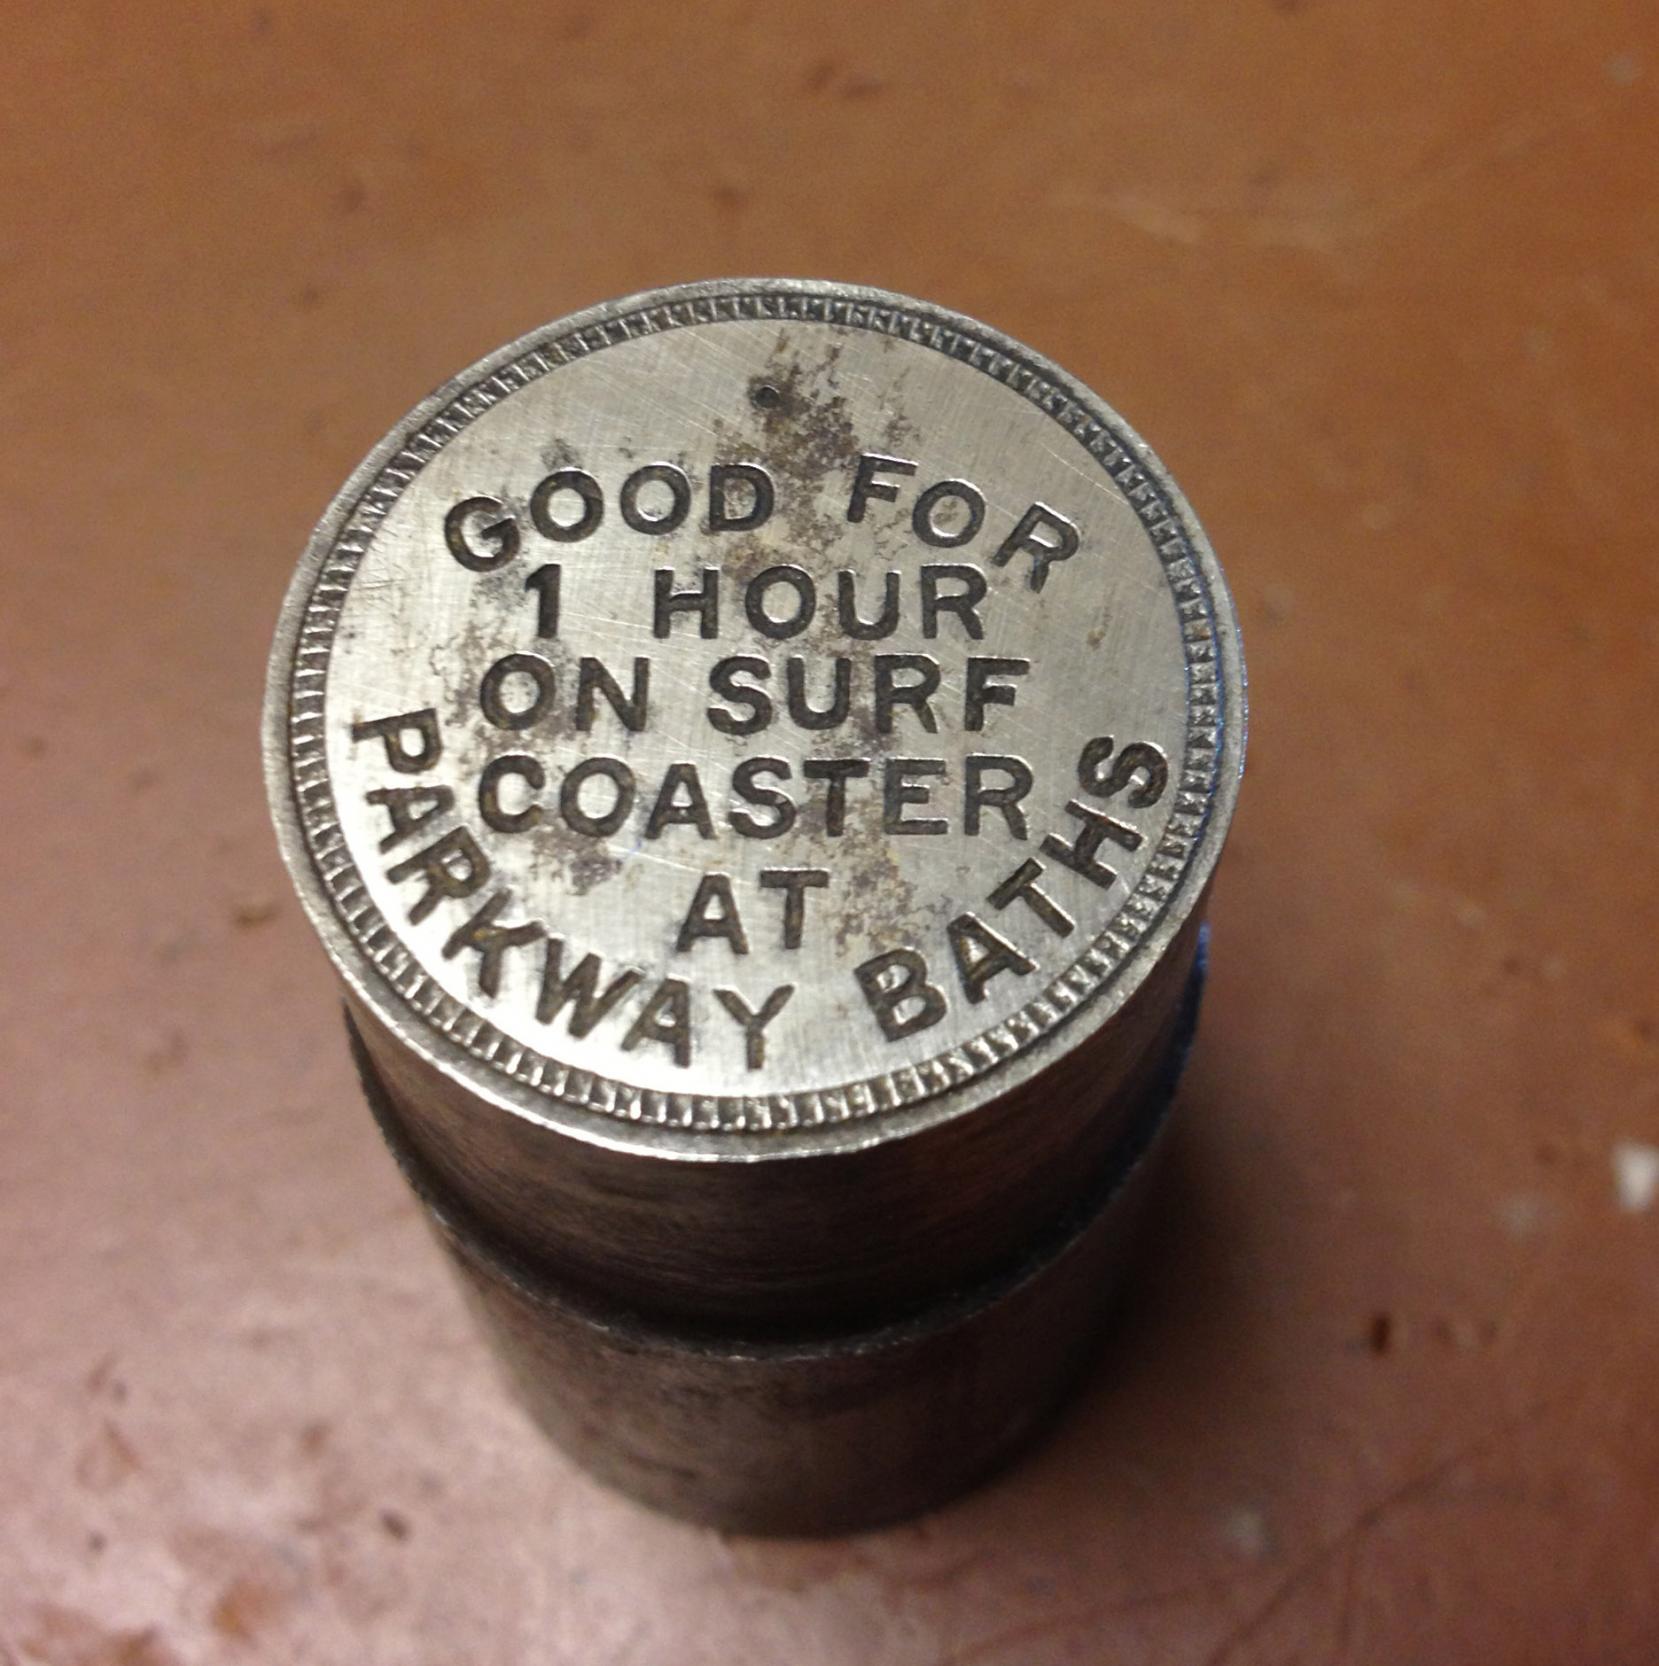 GOOD FOR
1 HOUR
ON SURF
COASTER
AT
PARKWAY BATHS